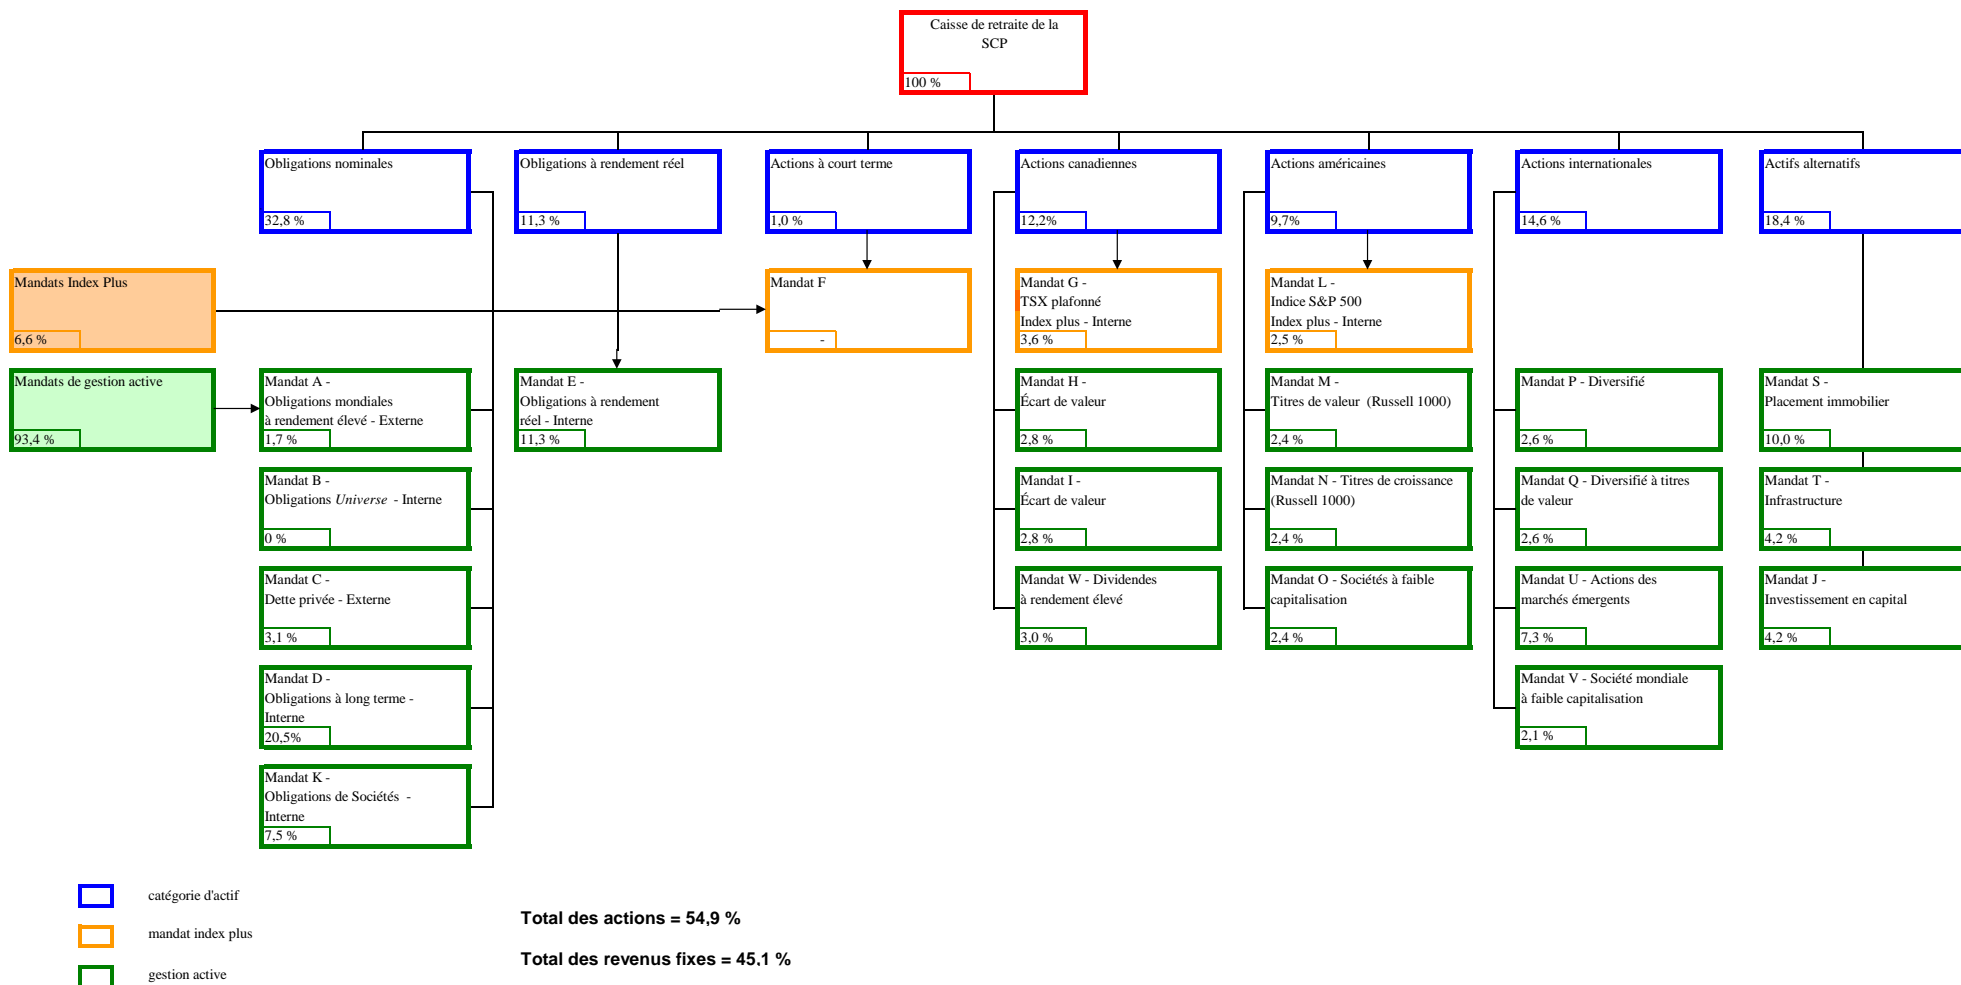 Caisse de retraite de la
SCP
100 %
Obligations nominales
32,8 %
Obligations à rendement réel
11,3 %
Actions à court terme
1,0 %
Actions canadiennes
12,2%
Actions américaines
9,7%
Actions internationales
14,6 %
Actifs alternatifs
18,4 %
Mandats Index Plus
6,6 %
Mandat F
-
Mandat G -
TSX plafonné
Index plus - Interne
3,6 %
Mandat L -
Indice S&P 500
Index plus - Interne
2,5 %
Mandats de gestion active
93,4 %
Mandat A -
Obligations mondiales
à rendement élevé - Externe
1,7 %
Mandat E -
Obligations à rendement
réel - Interne
11,3 %
Mandat H -
Écart de valeur
2,8 %
Mandat M -
Titres de valeur (Russell 1000)
2,4 %
Mandat P - Diversifié
2,6 %
Mandat S -
Placement immobilier
10,0 %
Mandat B -
Obligations Universe - Interne
0 %
Mandat I -
Écart de valeur
2,8 %
Mandat N - Titres de croissance
(Russell 1000)
2,4 %
Mandat Q - Diversifié à titres
de valeur
2,6 %
Mandat T -
Infrastructure
4,2 %
Mandat C -
Dette privée - Externe
3,1 %
Mandat W - Dividendes
à rendement élevé
3,0 %
Mandat O - Sociétés à faible
capitalisation
2,4 %
Mandat U - Actions des
marchés émergents
7,3 %
Mandat J -
Investissement en capital
4,2 %
Mandat D -
Obligations à long terme -
Interne
20,5%
Mandat V - Société mondiale
à faible capitalisation
2,1 %
Mandat K -
Obligations de Sociétés -
Interne
7,5 %
catégorie d'actif
mandat index plus
gestion active
Total des actions = 54,9 %
Total des revenus fixes = 45,1 %